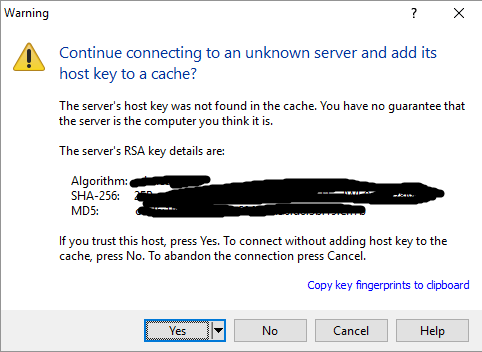 Warning
Continue connecting to an unknown server and add its
host key to a cache?
The server's host key was not found in the cache. You have no guarantee that
the server is the computer you think it is.
The server's RSA key details are:
Algorithm:
SHA-256:
MD5:
If you trust this host, press Yes. To connect without adding host key to the
cache, press No. To abandon the connection press Cancel.
Copy key fingerprints to clipboard
Yes No Cancel Help